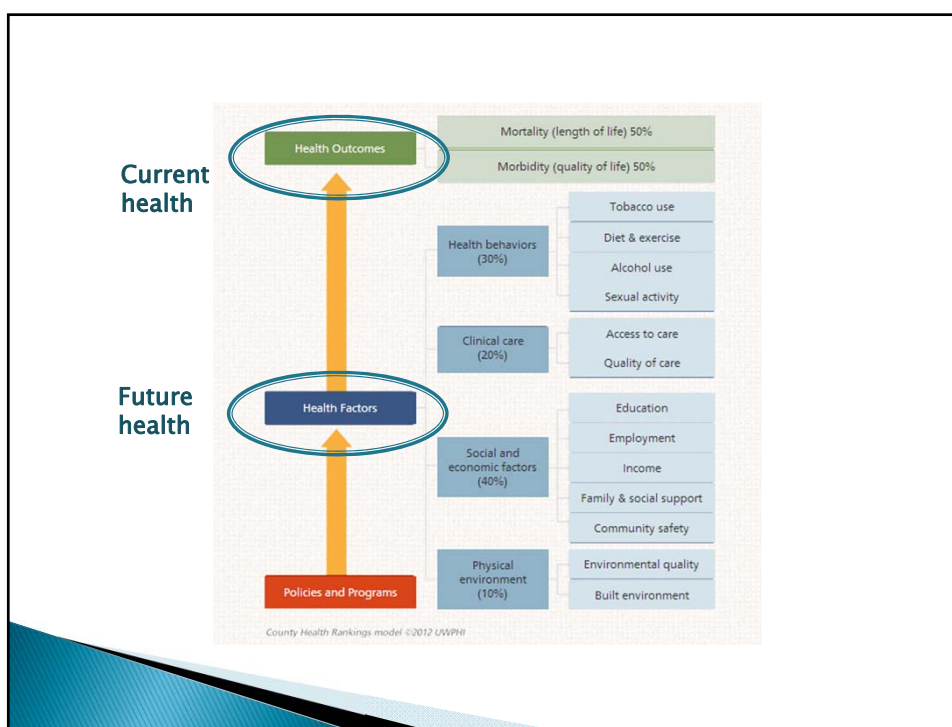 Current
health
Health Outcomes
Mortality (length of life) 50%
Morbidity (quality of life) 50%
Health behaviors
(30%)
Tobacco use
Diet & exercise
Alcohol use
Sexual activity
Clinical care
(20%)
Access to care
Quality of care
Future
health
Health Factors
Social and
economic factors
(40%)
Education
Employment
Income
Family & social support
Community safety
Policies and Programs
Physical
environment
(10%)
Environmental quality
Built environment
County Health Rankings model ©2012 UWPHI